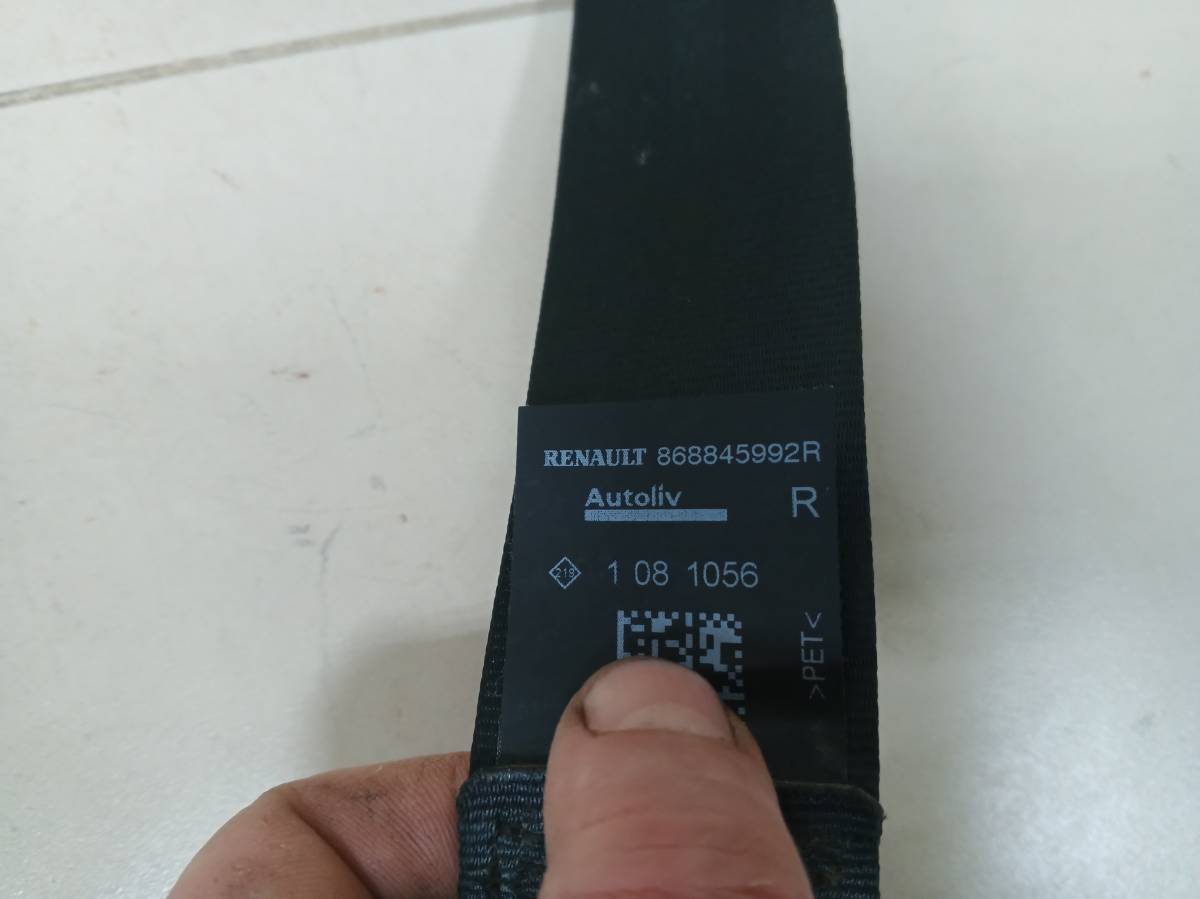 RENAULT 868845992R
Autoliv
R
219 1 08 1056
>PET<